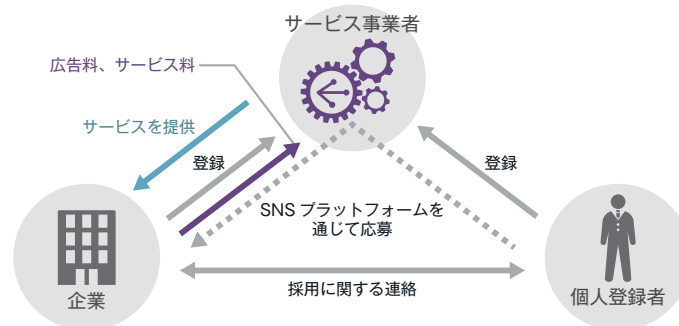 サービス事業者
広告料、サービス料
サービスを提供
登録
登録
SNS プラットフォームを
通じて応募
採用に関する連絡
企業
個人登録者